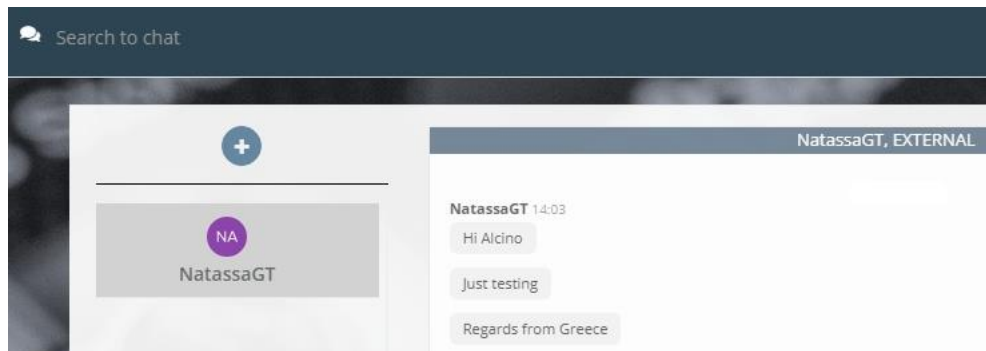 Search to chat
NatassaGT, EXTERNAL
NA
NatassaGT
NatassaGT 14:03
Hi Alcino
Just testing
Regards from Greece